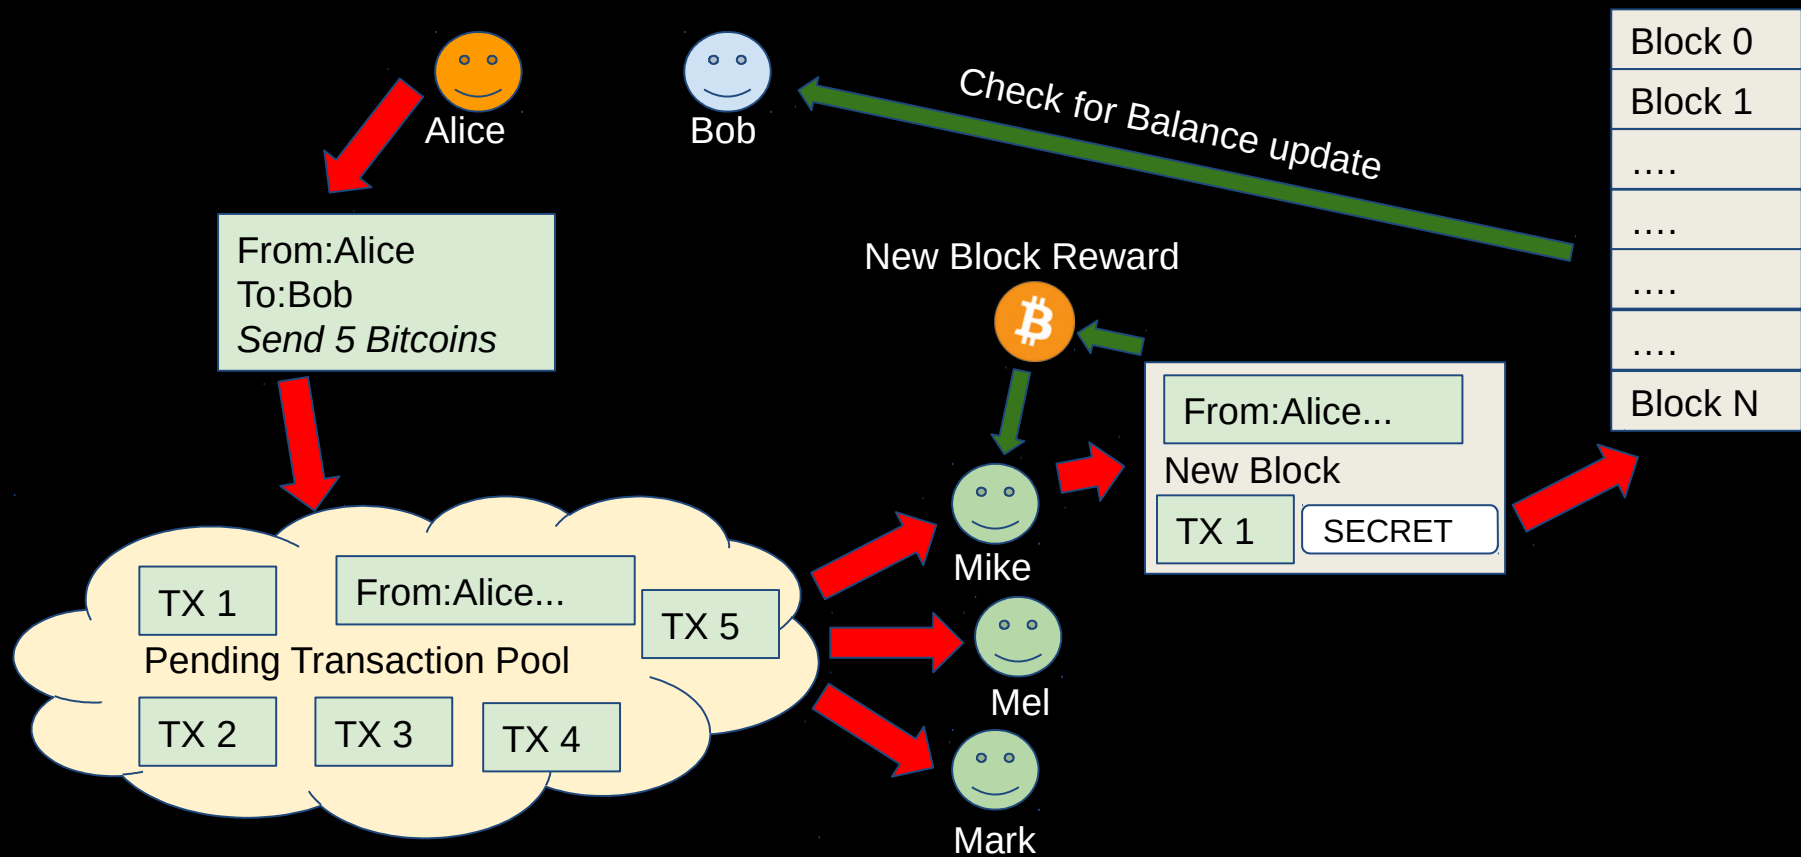 Alice
Bob
Check for Balance update
Block 0
Block 1
....
....
....
....
Block N
From:Alice
To:Bob
Send 5 Bitcoins
New Block Reward
From:Alice...
New Block
TX 1
SECRET
Mike
Mel
Mark
TX 1
From:Alice...
TX 5
Pending Transaction Pool
TX 2
TX 3
TX 4